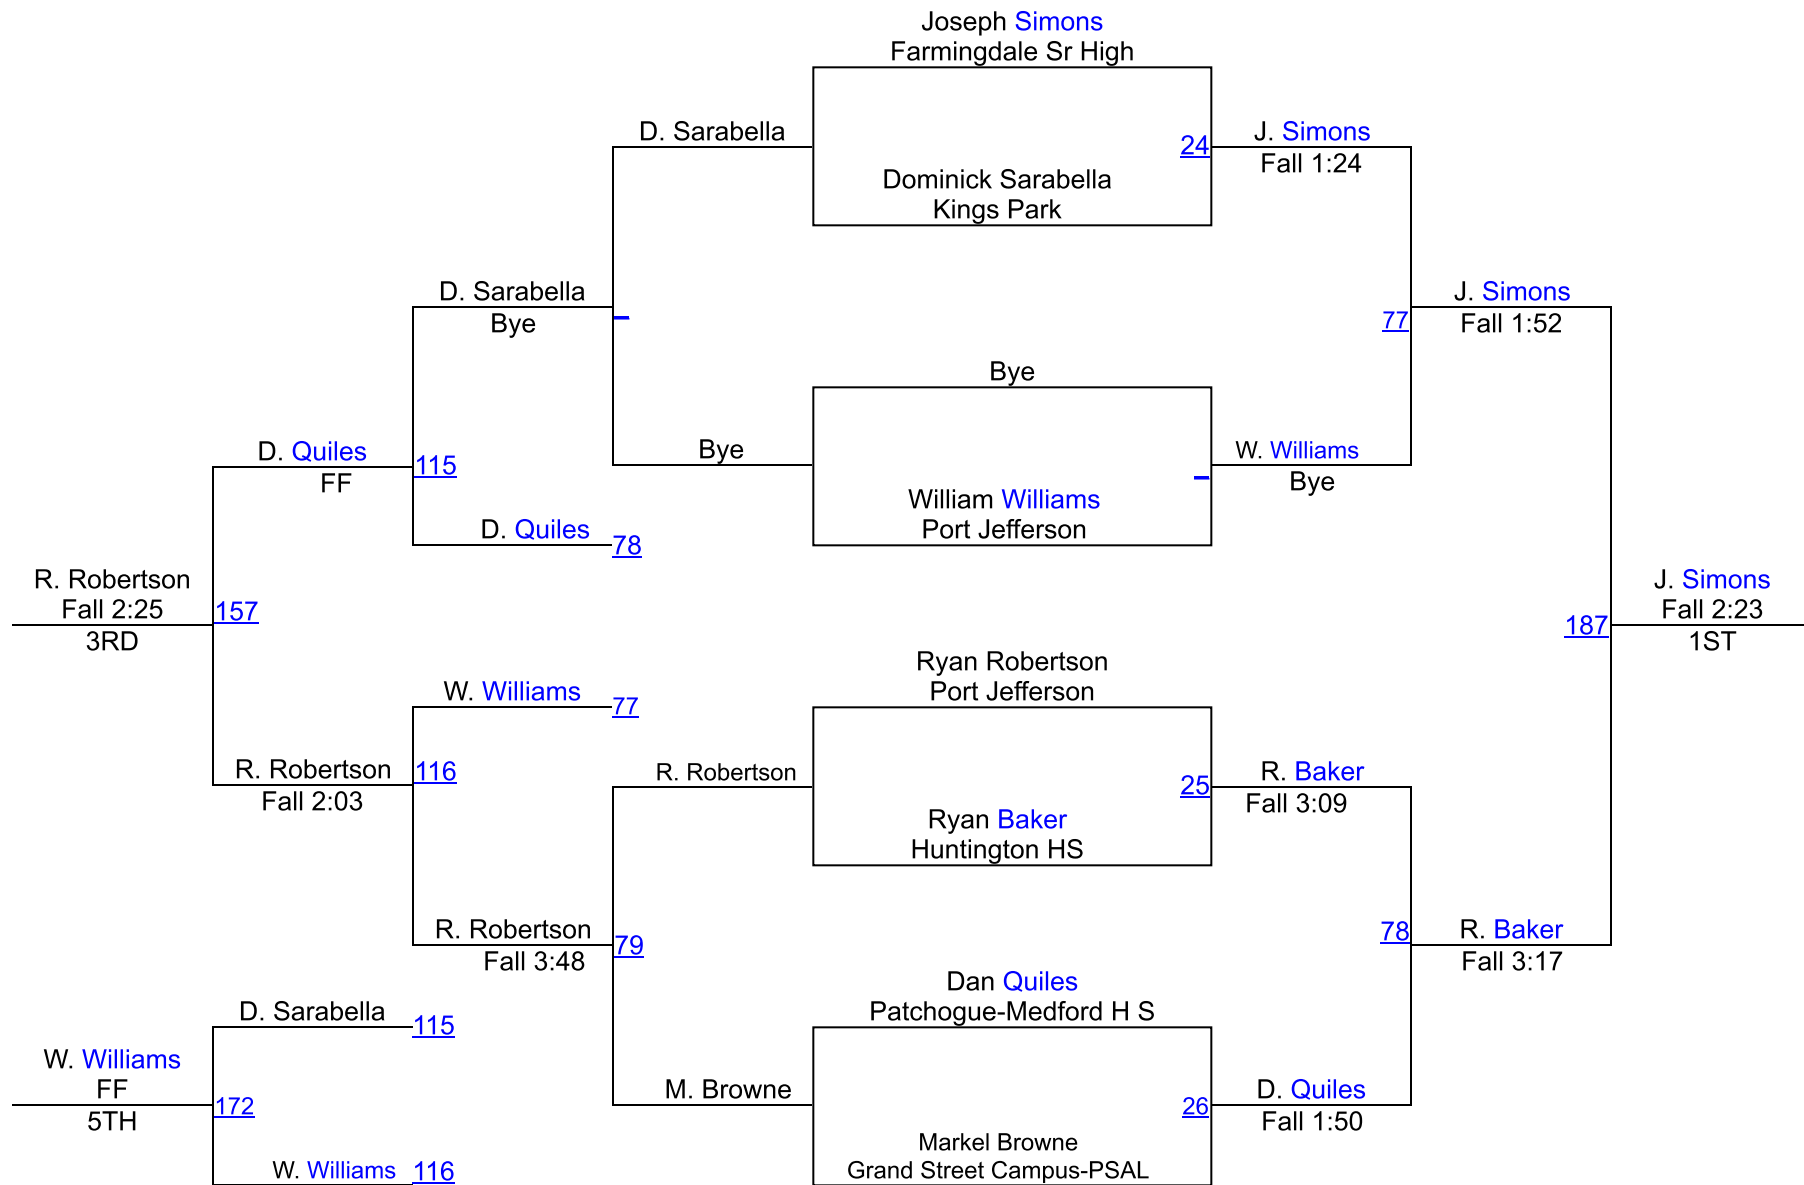 Joseph Simons
Farmingdale Sr High
D. Sarabella
24
J. Simons
Fall 1:24
Dominick Sarabella
Kings Park
D. Sarabella
Bye
J. Simons
Fall 1:52
77
Bye
D. Quiles
FF
115
Bye
W. Williams
Bye
William Williams
Port Jefferson
D. Quiles
78
R. Robertson
Fall 2:25
3RD
157
187
J. Simons
Fall 2:23
1ST
Ryan Robertson
Port Jefferson
W. Williams
77
R. Robertson
Fall 2:03
116
R. Robertson
25
R. Baker
Fall 3:09
Ryan Baker
Huntington HS
R. Robertson
Fall 3:48
79
78
R. Baker
Fall 3:17
Dan Quiles
Patchogue-Medford H S
D. Sarabella
115
W. Williams
FF
5TH
172
M. Browne
26
D. Quiles
Fall 1:50
Markel Browne
Grand Street Campus-PSAL
W. Williams
116